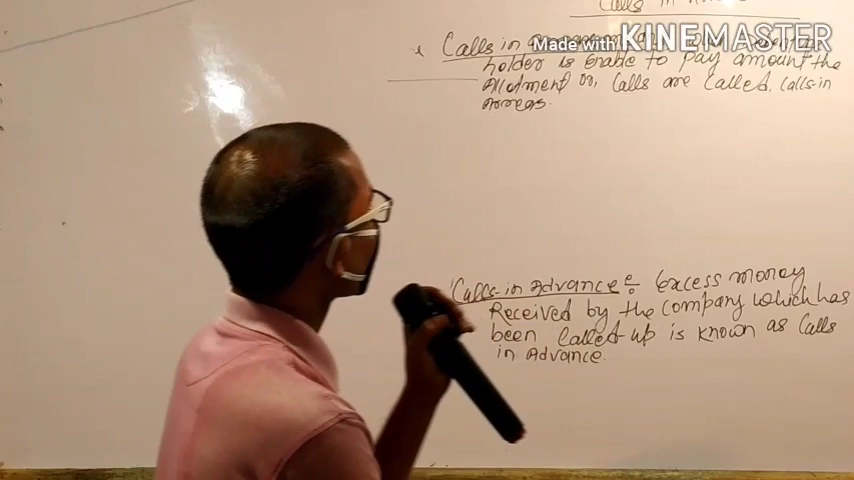 Calls in
Made with KINEMASTER
Calls in
holder is Enable to pay amount the
Allotment or, Calls are Called, Calls in
Arreas.
Calls-in Advance: Excess money
Received by the Company which has
been Called-up is known as Calls
in Advance.